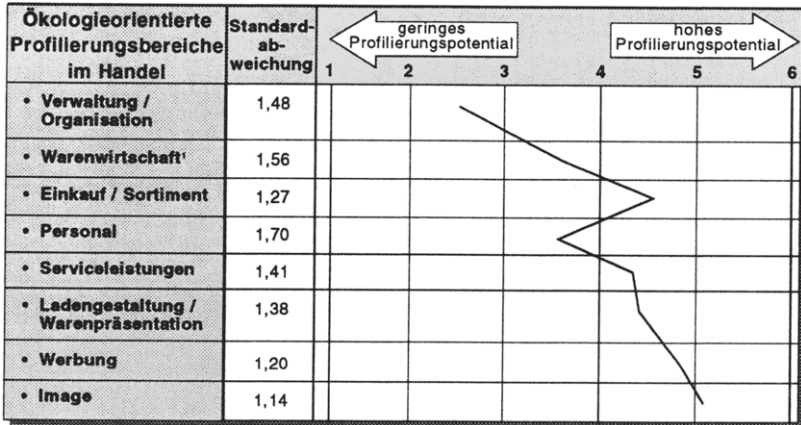 Ökologieorientierte
Profilierungsbereiche
im Handel
Standard-
ab-
weichung
geringes
Profilierungspotential
hohes
Profilierungspotential
1 2 3 4 5 6
• Verwaltung /
Organisation
1,48
• Warenwirtschaft¹
1,56
• Einkauf / Sortiment
1,27
• Personal
1,70
• Serviceleistungen
1,41
• Ladengestaltung /
Warenpräsentation
1,38
• Werbung
1,20
• Image
1,14